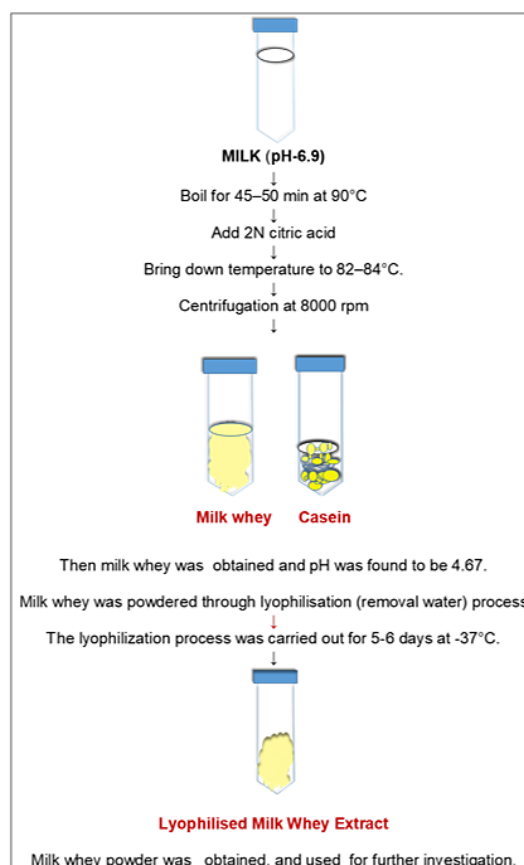 MILK (pH-6.9)
↓
Boil for 45–50 min at 90°C
↓
Add 2N citric acid
↓
Bring down temperature to 82–84°C.
↓
Centrifugation at 8000 rpm
↓
Milk whey Casein
Then milk whey was obtained and pH was found to be 4.67.
Milk whey was powdered through lyophilisation (removal water) process
↓
The lyophilization process was carried out for 5-6 days at -37°C.
↓
Lyophilised Milk Whey Extract
Milk whey powder was obtained, and used for further investigation.